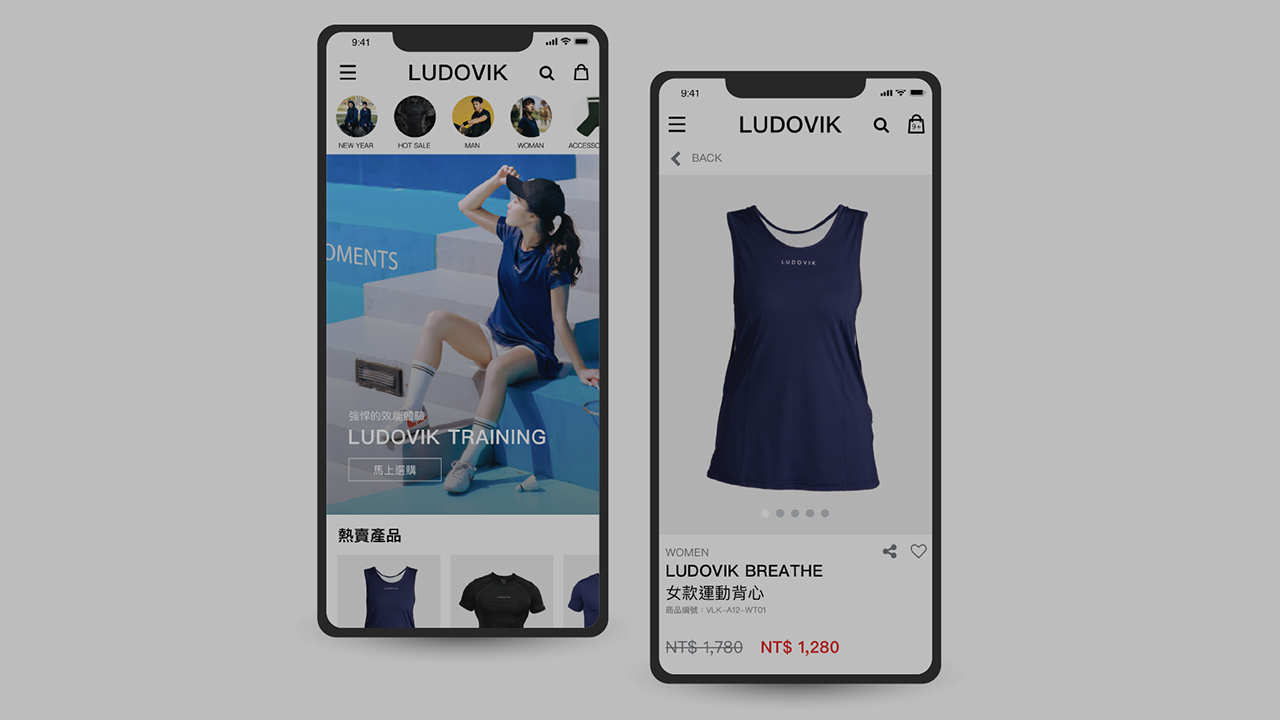 9:41
LUDOVIK
NEW YEAR
HOT SALE
MAN
WOMAN
ACCESSO
OMENTS
強悍的效能體驗
LUDOVIK TRAINING
馬上選購
熱賣產品
LUDOVIK
9:41
LUDOVIK
9+
BACK
LUDOVIK
WOMEN
LUDOVIK BREATHE
女款運動背心
商品編號：VLK-A12-WT01
NT$ 1,780 NT$ 1,280